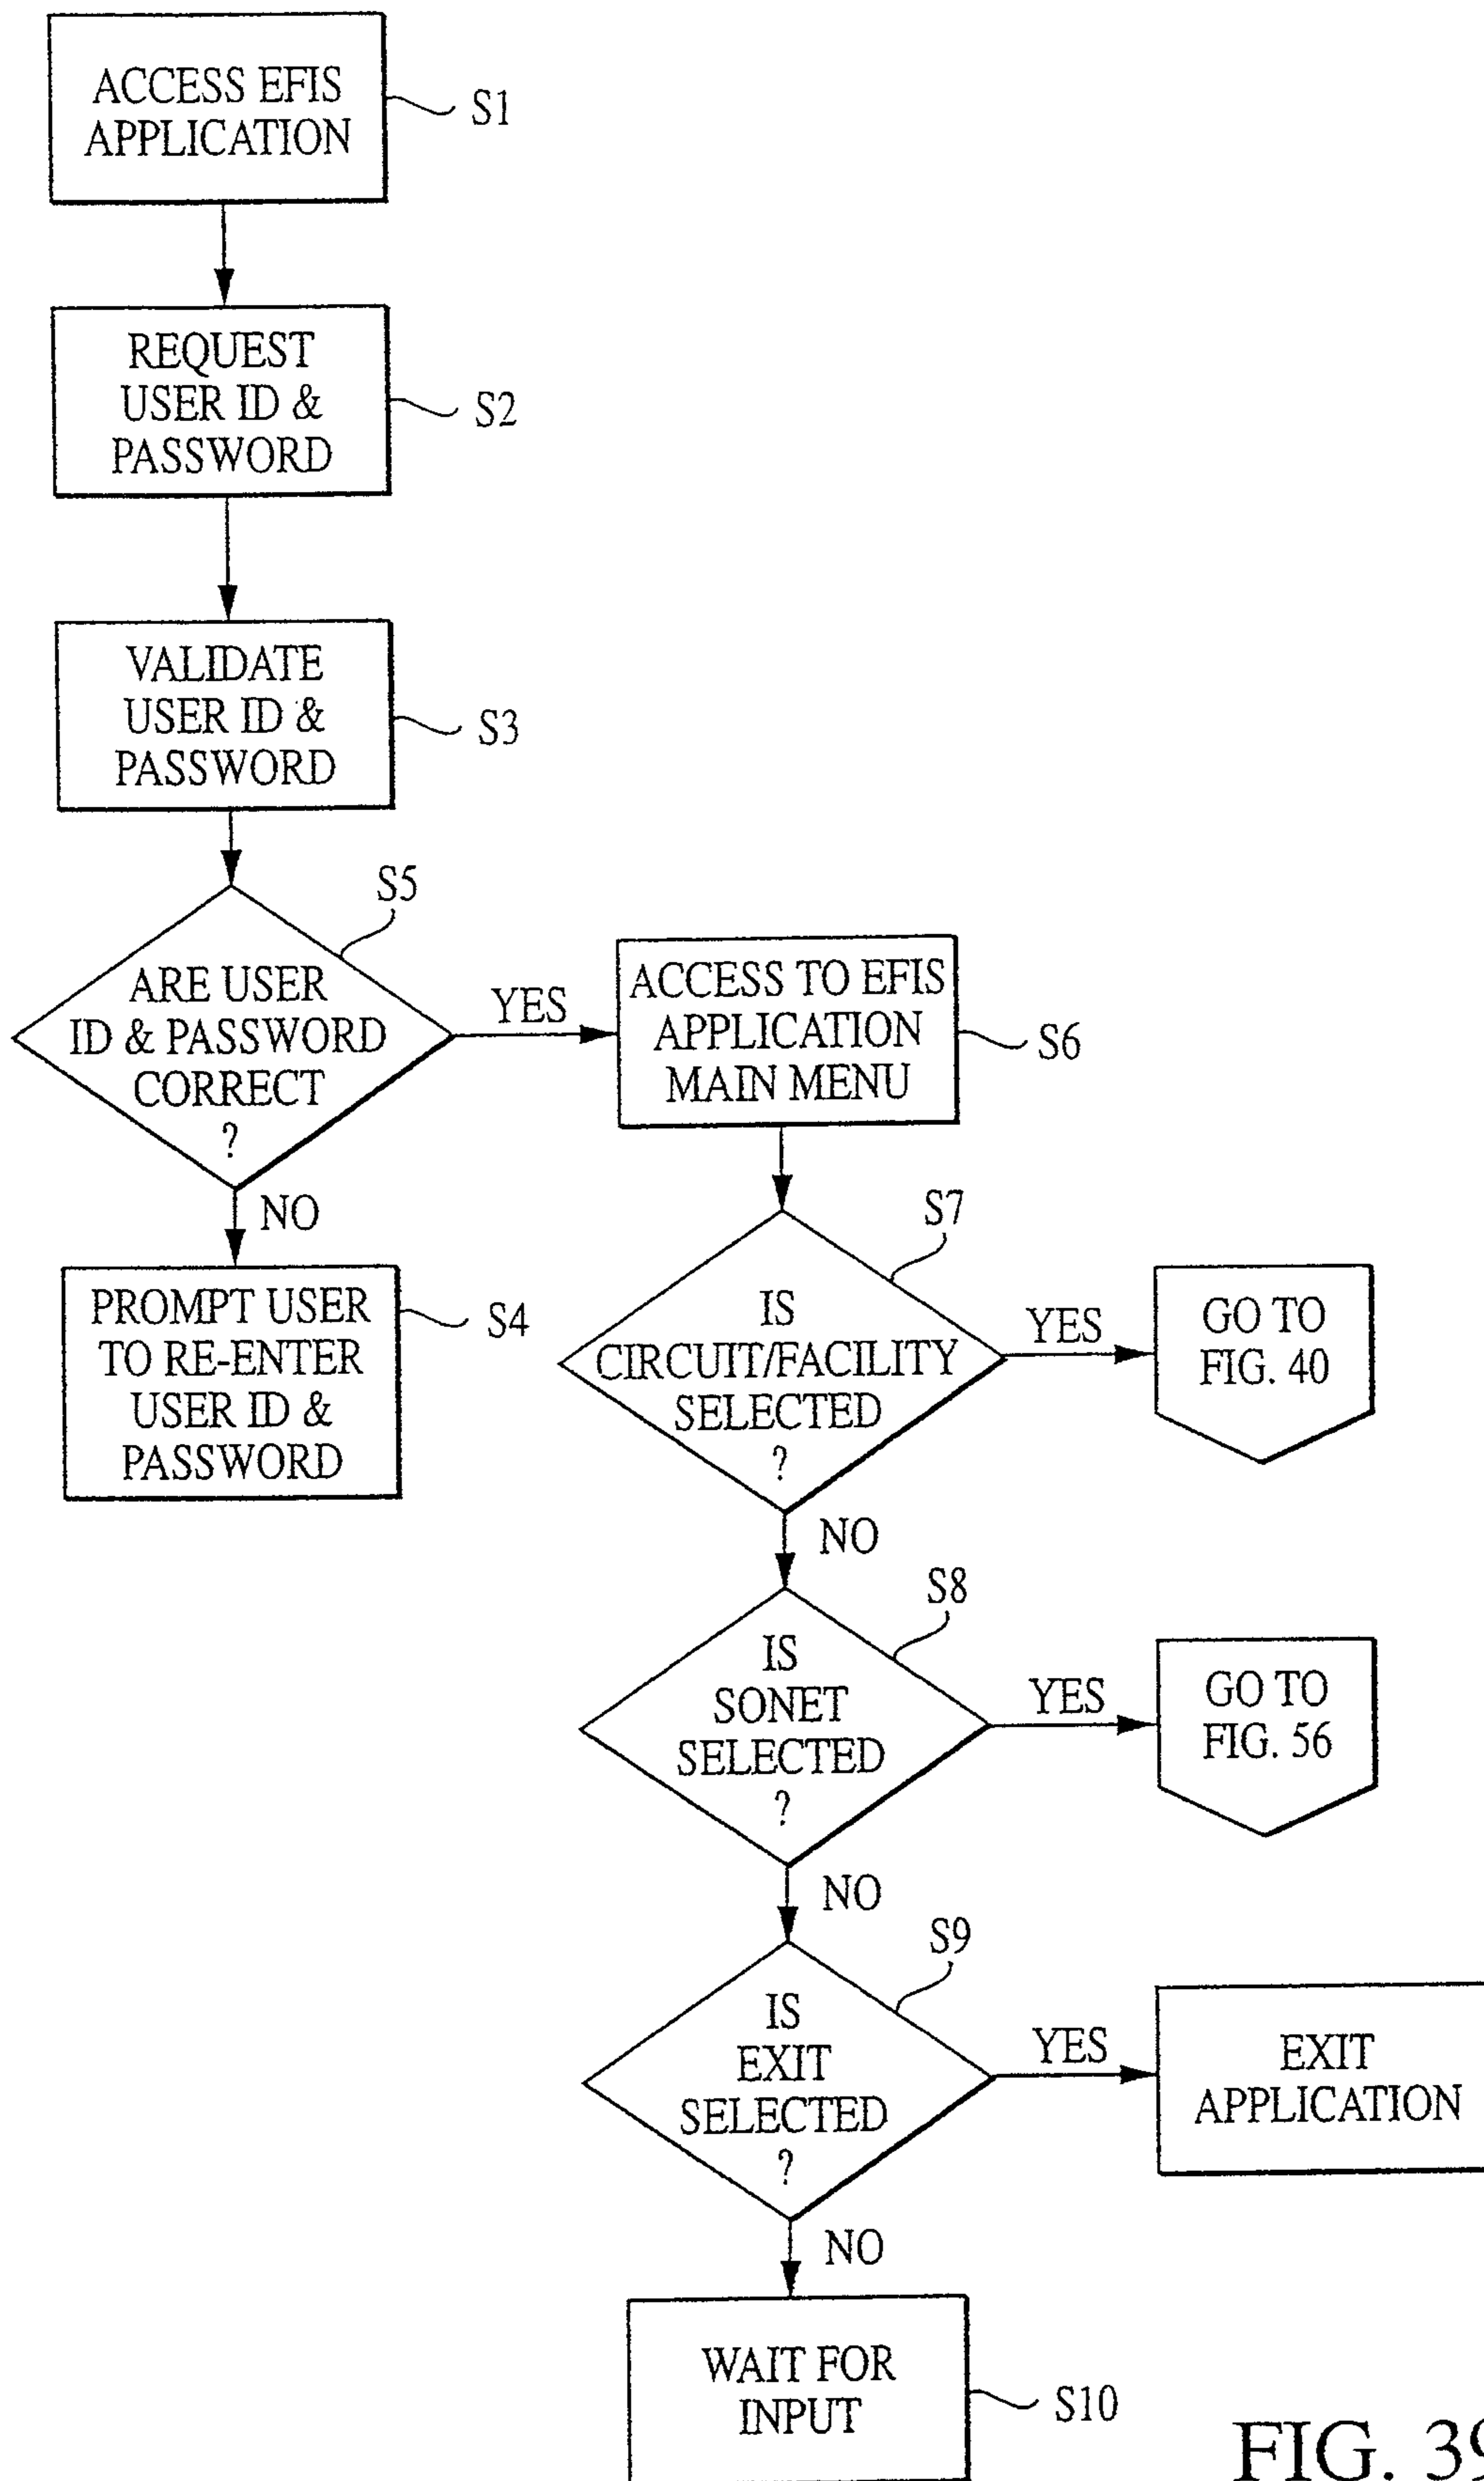 ACCESS EFIS
APPLICATION
S1
REQUEST
USER ID &
PASSWORD
S2
VALIDATE
USER ID &
PASSWORD
S3
S5
ARE USER
ID & PASSWORD
CORRECT
?
YES
NO
PROMPT USER
TO RE-ENTER
USER ID &
PASSWORD
S4
ACCESS TO EFIS
APPLICATION
MAIN MENU
S6
S7
IS
CIRCUIT/FACILITY
SELECTED
?
YES
GO TO
FIG. 40
NO
S8
IS
SONET
SELECTED
?
YES
GO TO
FIG. 56
NO
S9
IS
EXIT
SELECTED
?
YES
EXIT
APPLICATION
NO
WAIT FOR
INPUT
S10
FIG. 39